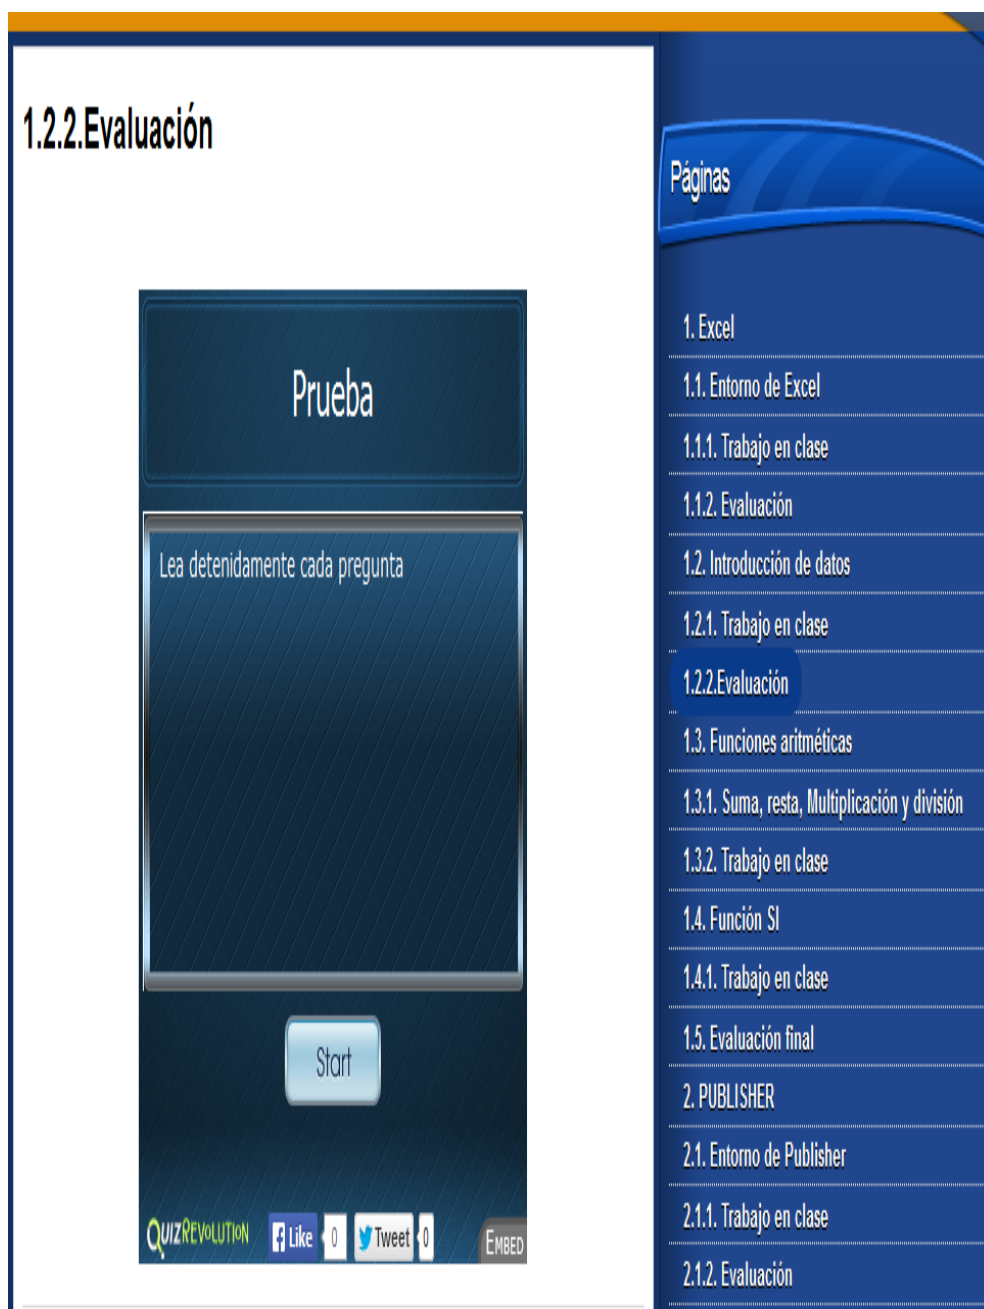 1.2.2.Evaluación
Prueba
Lea detenidamente cada pregunta
Start
QUIZREVOLUTION
Like
0
Tweet
0
EMBED
Páginas
1. Excel
1.1. Entorno de Excel
1.1.1. Trabajo en clase
1.1.2. Evaluación
1.2. Introducción de datos
1.2.1. Trabajo en clase
1.2.2.Evaluación
1.3. Funciones aritméticas
1.3.1. Suma, resta, Multiplicación y división
1.3.2. Trabajo en clase
1.4. Función SI
1.4.1. Trabajo en clase
1.5. Evaluación final
2. PUBLISHER
2.1. Entorno de Publisher
2.1.1. Trabajo en clase
2.1.2. Evaluación